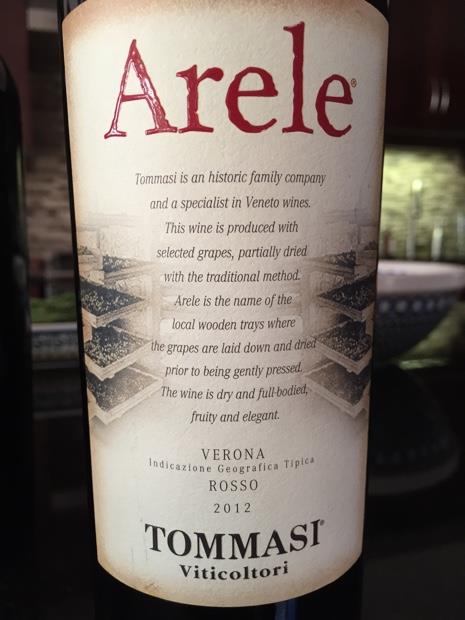 Arele®
Tommasi is an historic family company
and a specialist in Veneto wines.
This wine is produced with
selected grapes, partially dried
with the traditional method.
Arele is the name of the
local wooden trays where
the grapes are laid down and dried
prior to being gently pressed.
The wine is dry and full-bodied,
fruity and elegant.
VERONA
Indicazione Geografica Tipica
ROSSO
2012
TOMMASI®
Viticoltori